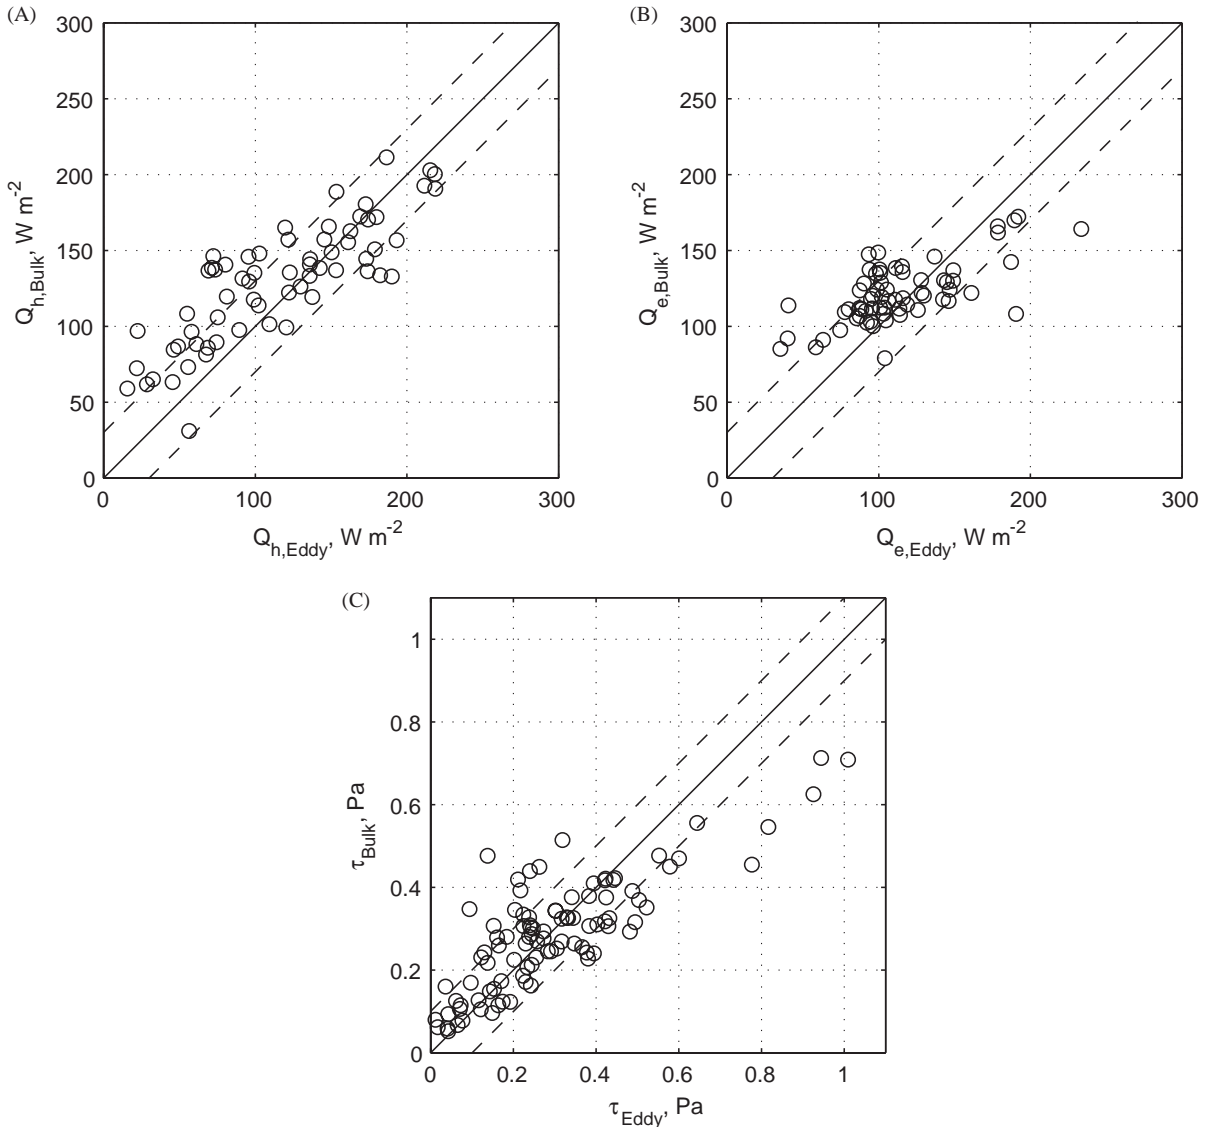 (A)
300
250
200
150
100
50
0
Q_h,Bulk, W m^-2
0 100 200 300
Q_h,Eddy, W m^-2
(B)
300
250
200
150
100
50
0
Q_e,Bulk, W m^-2
0 100 200 300
Q_e,Eddy, W m^-2
(C)
1
0.8
0.6
0.4
0.2
0
τ_Bulk, Pa
0 0.2 0.4 0.6 0.8 1
τ_Eddy, Pa